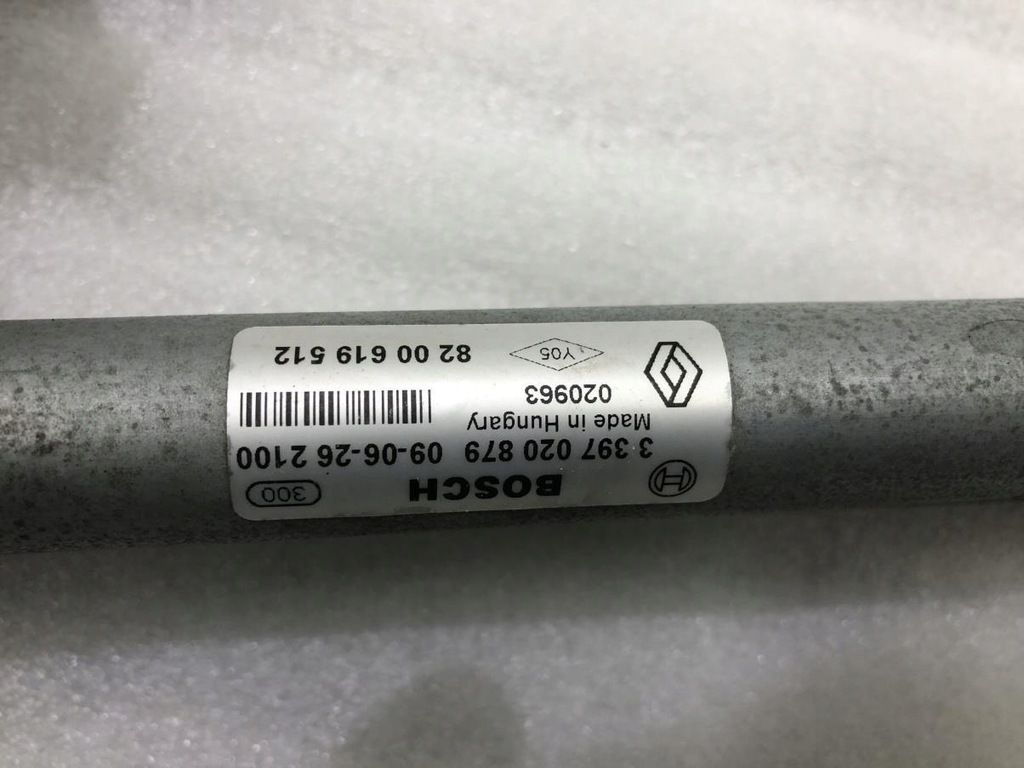 BOSCH 300
3 397 020 879 09-06-26 2100
Made in Hungary
020963
Y05 82 00 619 512